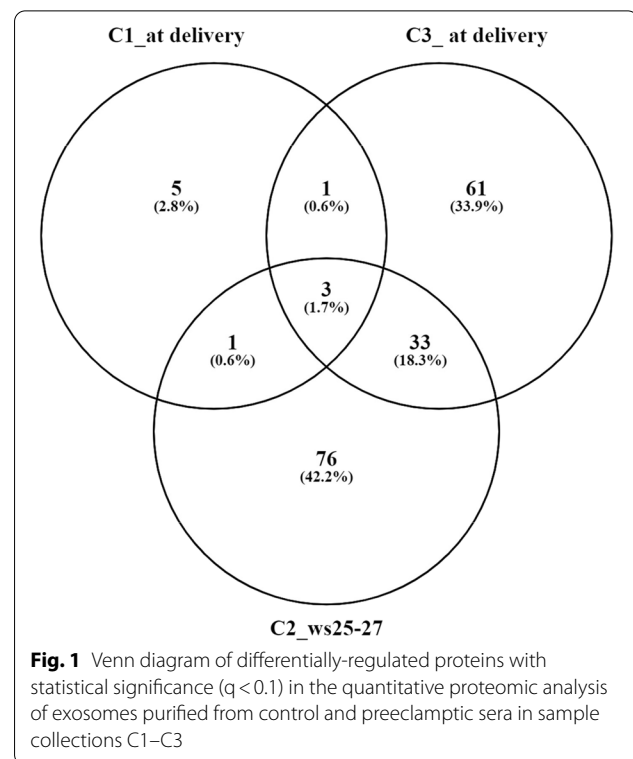 C1_at delivery C3_ at delivery
5
(2.8%)
1
(0.6%)
61
(33.9%)
3
(1.7%)
1
(0.6%)
33
(18.3%)
76
(42.2%)
C2_ws25-27
Fig. 1 Venn diagram of differentially-regulated proteins with
statistical significance (q < 0.1) in the quantitative proteomic analysis
of exosomes purified from control and preeclamptic sera in sample
collections C1–C3